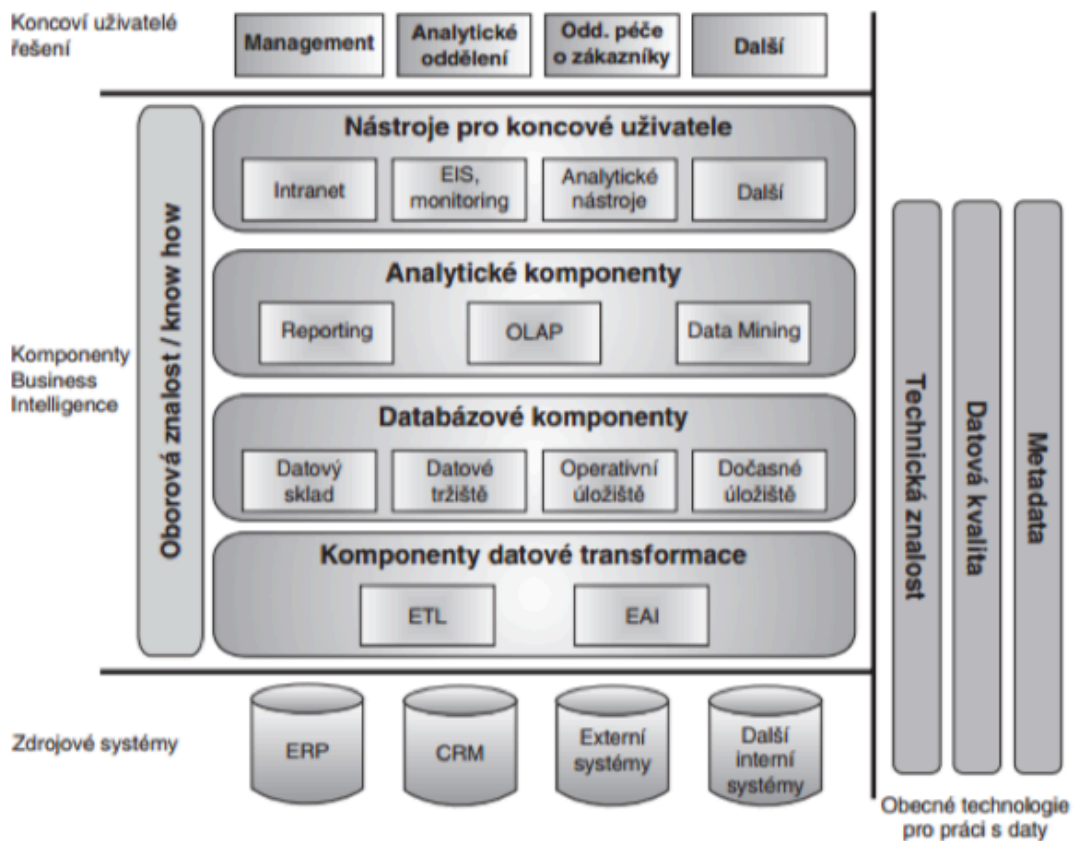 Koncoví uživatelé
řešení
Management
Analytické
oddělení
Odd. péče
o zákazníky
Další
Komponenty
Business
Intelligence
Oborová znalost / know how
Nástroje pro koncové uživatele
Intranet
EIS,
monitoring
Analytické
nástroje
Další
Analytické komponenty
Reporting
OLAP
Data Mining
Databázové komponenty
Datový
sklad
Datové
tržiště
Operativní
úložiště
Dočasné
úložiště
Komponenty datové transformace
ETL
EAI
Zdrojové systémy
ERP
CRM
Externí
systémy
Další
interní
systémy
Technická znalost
Datová kvalita
Metadata
Obecné technologie
pro práci s daty